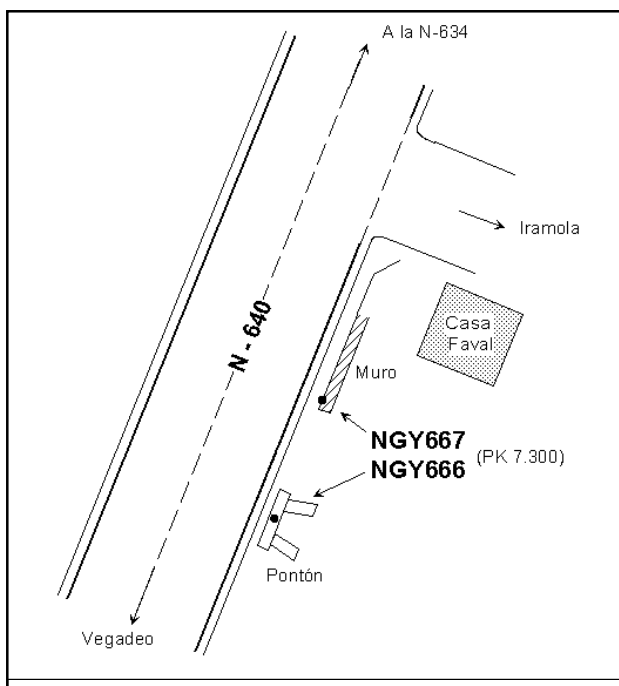 A la N-634
Iramola
N - 640
Casa
Faval
Muro
NGY667
NGY666
(PK 7.300)
Pontón
Vegadeo